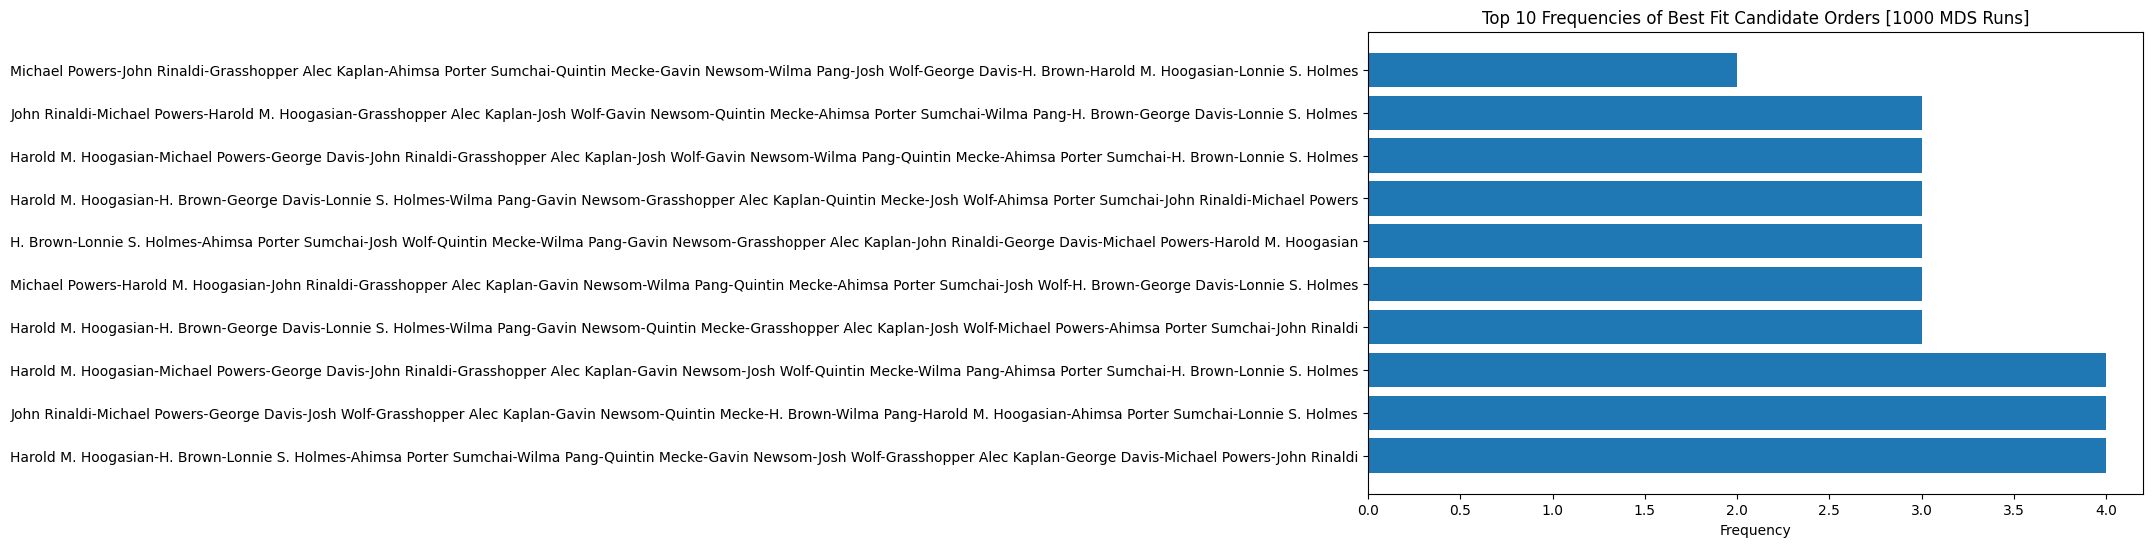 Top 10 Frequencies of Best Fit Candidate Orders [1000 MDS Runs]
Michael Powers-John Rinaldi-Grasshopper Alec Kaplan-Ahimsa Porter Sumchai-Quintin Mecke-Gavin Newsom-Wilma Pang-Josh Wolf-George Davis-H. Brown-Harold M. Hoogasian-Lonnie S. Holmes
John Rinaldi-Michael Powers-Harold M. Hoogasian-Grasshopper Alec Kaplan-Josh Wolf-Gavin Newsom-Quintin Mecke-Ahimsa Porter Sumchai-Wilma Pang-H. Brown-George Davis-Lonnie S. Holmes
Harold M. Hoogasian-Michael Powers-George Davis-John Rinaldi-Grasshopper Alec Kaplan-Josh Wolf-Gavin Newsom-Wilma Pang-Quintin Mecke-Ahimsa Porter Sumchai-H. Brown-Lonnie S. Holmes
Harold M. Hoogasian-H. Brown-George Davis-Lonnie S. Holmes-Wilma Pang-Gavin Newsom-Grasshopper Alec Kaplan-Quintin Mecke-Josh Wolf-Ahimsa Porter Sumchai-John Rinaldi-Michael Powers
H. Brown-Lonnie S. Holmes-Ahimsa Porter Sumchai-Josh Wolf-Quintin Mecke-Wilma Pang-Gavin Newsom-Grasshopper Alec Kaplan-John Rinaldi-George Davis-Michael Powers-Harold M. Hoogasian
Michael Powers-Harold M. Hoogasian-John Rinaldi-Grasshopper Alec Kaplan-Gavin Newsom-Wilma Pang-Quintin Mecke-Ahimsa Porter Sumchai-Josh Wolf-H. Brown-George Davis-Lonnie S. Holmes
Harold M. Hoogasian-H. Brown-George Davis-Lonnie S. Holmes-Wilma Pang-Gavin Newsom-Quintin Mecke-Grasshopper Alec Kaplan-Josh Wolf-Michael Powers-Ahimsa Porter Sumchai-John Rinaldi
Harold M. Hoogasian-Michael Powers-George Davis-John Rinaldi-Grasshopper Alec Kaplan-Gavin Newsom-Josh Wolf-Quintin Mecke-Wilma Pang-Ahimsa Porter Sumchai-H. Brown-Lonnie S. Holmes
John Rinaldi-Michael Powers-George Davis-Josh Wolf-Grasshopper Alec Kaplan-Gavin Newsom-Quintin Mecke-H. Brown-Wilma Pang-Harold M. Hoogasian-Ahimsa Porter Sumchai-Lonnie S. Holmes
Harold M. Hoogasian-H. Brown-Lonnie S. Holmes-Ahimsa Porter Sumchai-Wilma Pang-Quintin Mecke-Gavin Newsom-Josh Wolf-Grasshopper Alec Kaplan-George Davis-Michael Powers-John Rinaldi
0.0 0.5 1.0 1.5 2.0 2.5 3.0 3.5 4.0
Frequency